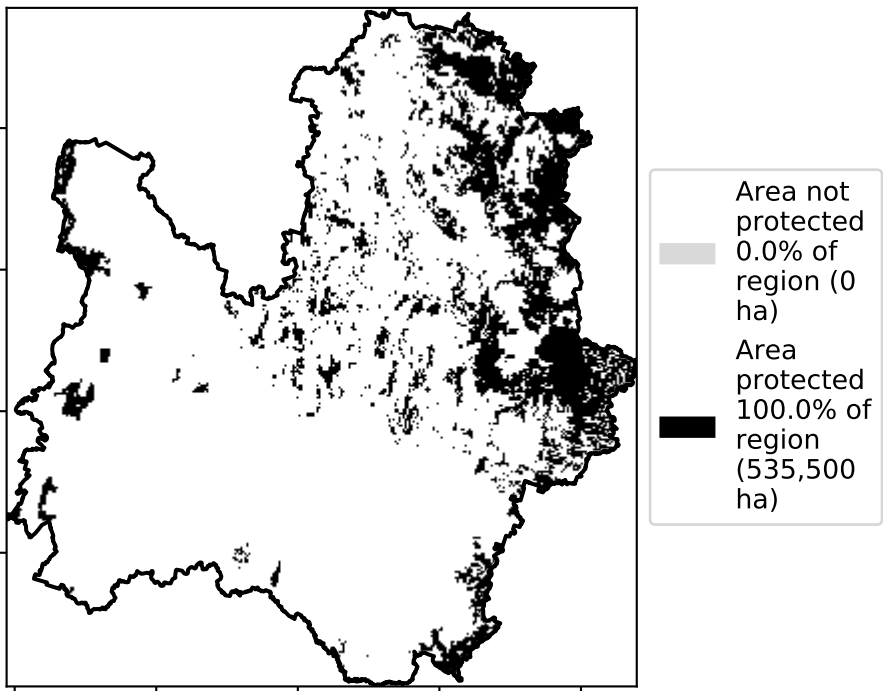 Area not
protected
0.0% of
region (0
ha)
Area
protected
100.0% of
region
(535,500
ha)